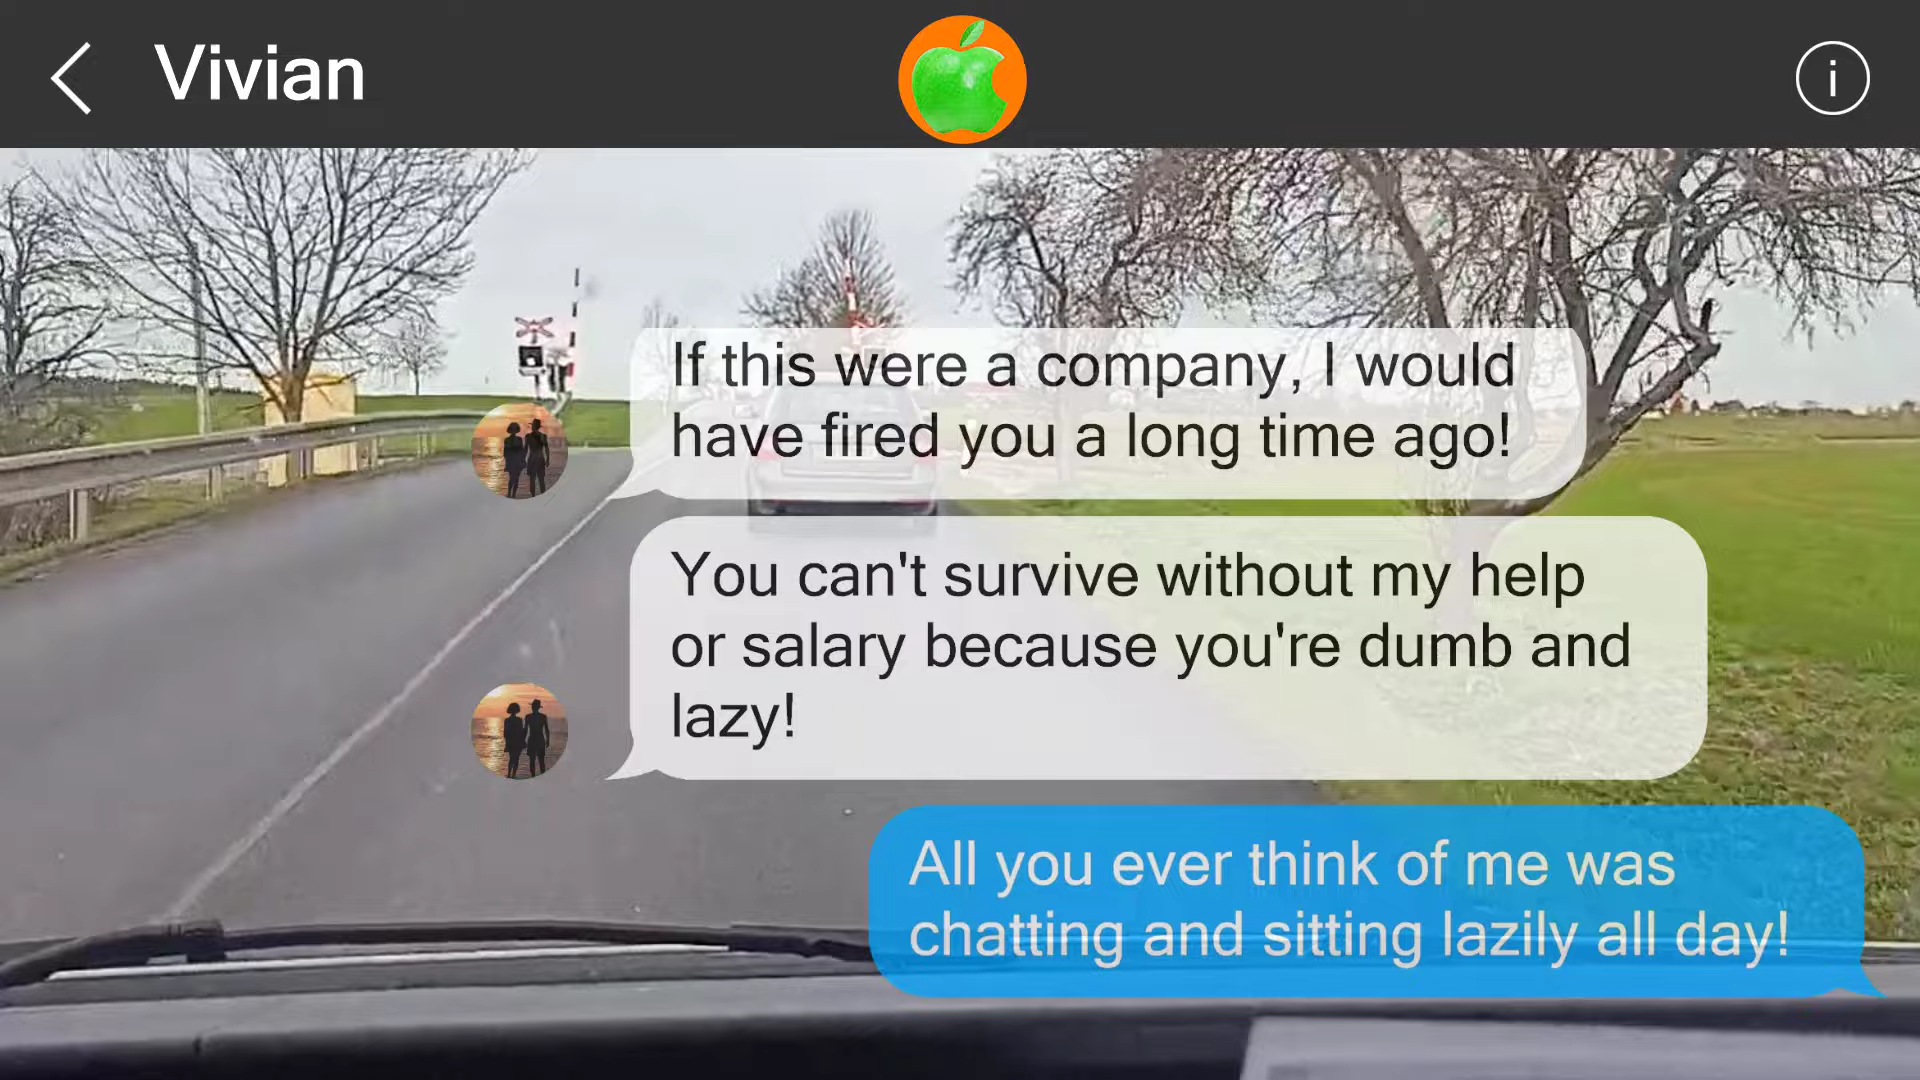 Vivian
If this were a company, I would
have fired you a long time ago!
You can't survive without my help
or salary because you're dumb and
lazy!
All you ever think of me was
chatting and sitting lazily all day!